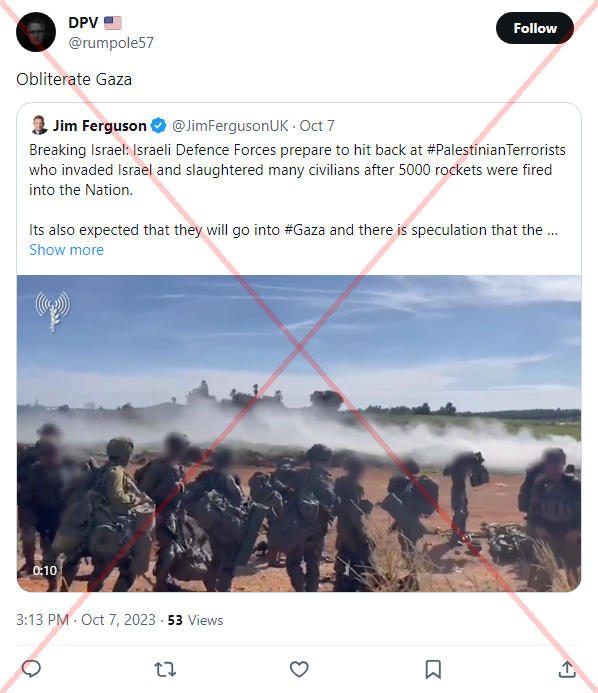 DPV 🇺🇸
@rumpole57
Follow
Obliterate Gaza
Jim Ferguson @JimFergusonUK · Oct 7
Breaking Israel: Israeli Defence Forces prepare to hit back at #PalestinianTerrorists
who invaded Israel and slaughtered many civilians after 5000 rockets were fired
into the Nation.
Its also expected that they will go into #Gaza and there is speculation that the ...
Show more
0:10
3:13 PM · Oct 7, 2023 · 53 Views